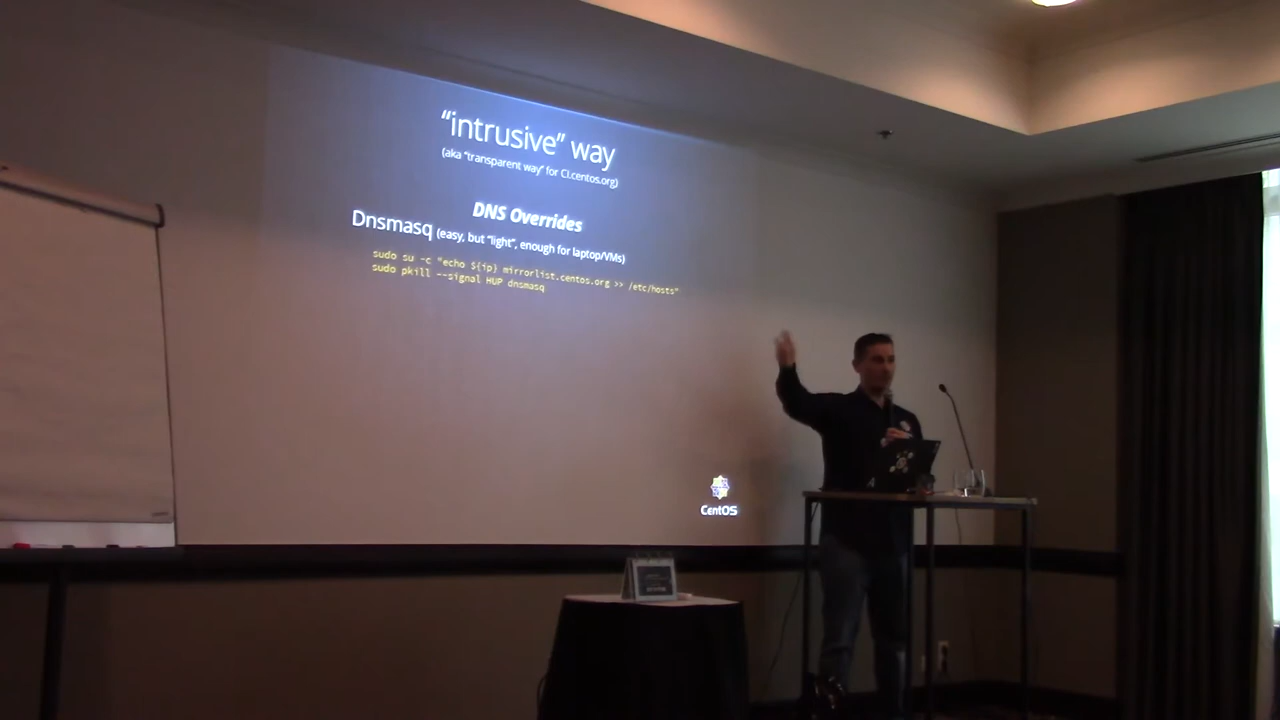 “intrusive” way
(aka “transparent way” for CI.centos.org)
DNS Overrides
Dnsmasq (easy, but “light”, enough for laptop/VMs)
sudo su -c "echo ${ip} mirrorlist.centos.org >> /etc/hosts"
sudo pkill --signal HUP dnsmasq
CentOS